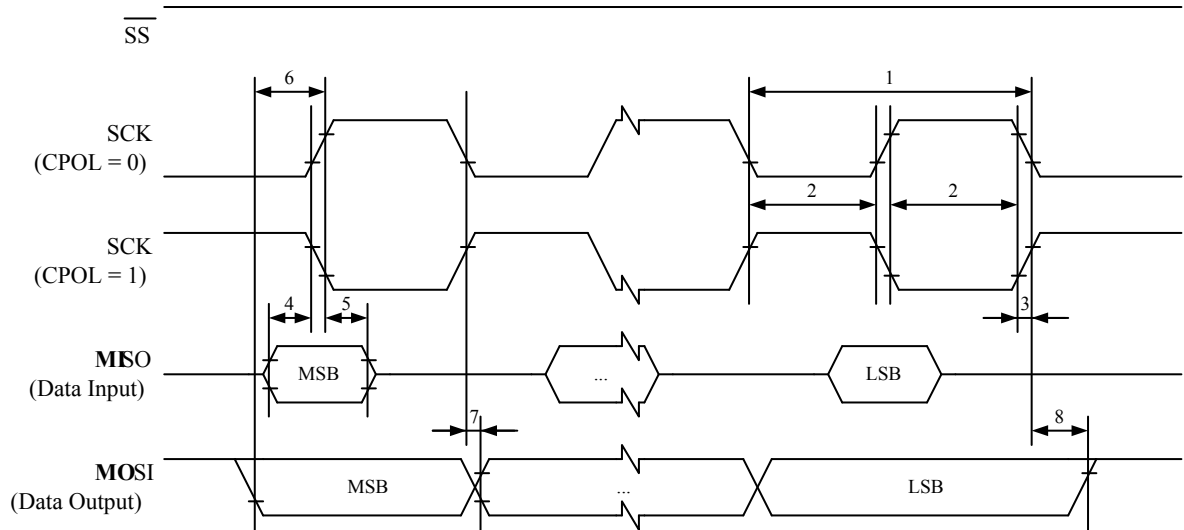 SS
6
1
SCK
(CPOL = 0)
2
2
SCK
(CPOL = 1)
4
5
3
MISO
(Data Input)
MSB
...
LSB
7
8
MOSI
(Data Output)
MSB
...
LSB